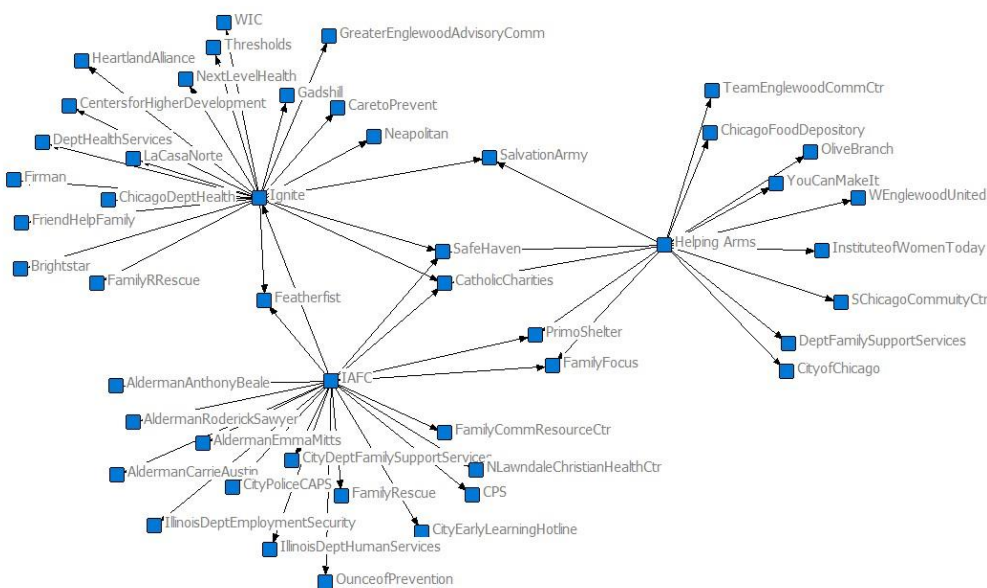 WIC
GreaterEnglewoodAdvisoryComm
Thresholds
HeartlandAlliance
NextLevelHealth
Gadshill
CentersforHigherDevelopment
CaretoPrevent
DeptHealthServices
Neapolitan
LaCasaNorte
Firman
Ignite
ChicagoDeptHealth
FriendHelpFamily
Brightstar
FamilyRRescue
Featherfist
SalvationArmy
SafeHaven
CatholicCharities
PrimoShelter
FamilyFocus
TeamEnglewoodCommCtr
ChicagoFoodDepository
OliveBranch
YouCanMakeIt
WEnglewoodUnited
Helping Arms
InstituteofWomenToday
SChicagoCommuityCtr
DeptFamilySupportServices
CityofChicago
IAFC
AldermanAnthonyBeale
AldermanRoderickSawyer
AldermanEmmaMitts
FamilyCommResourceCtr
CityDeptFamilySupportServices
NLawndaleChristianHealthCtr
AldermanCarrieAustin
CityPoliceCAPS
FamilyRescue
CPS
IllinoisDeptEmploymentSecurity
CityEarlyLearningHotline
IllinoisDeptHumanServices
OunceofPrevention